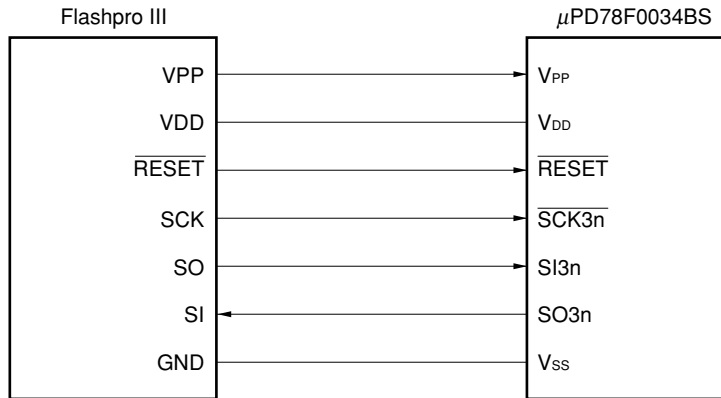 Flashpro III μPD78F0034BS
VPP VPP
VDD VDD
RESET RESET
SCK SCK3n
SO SI3n
SI SO3n
GND VSS